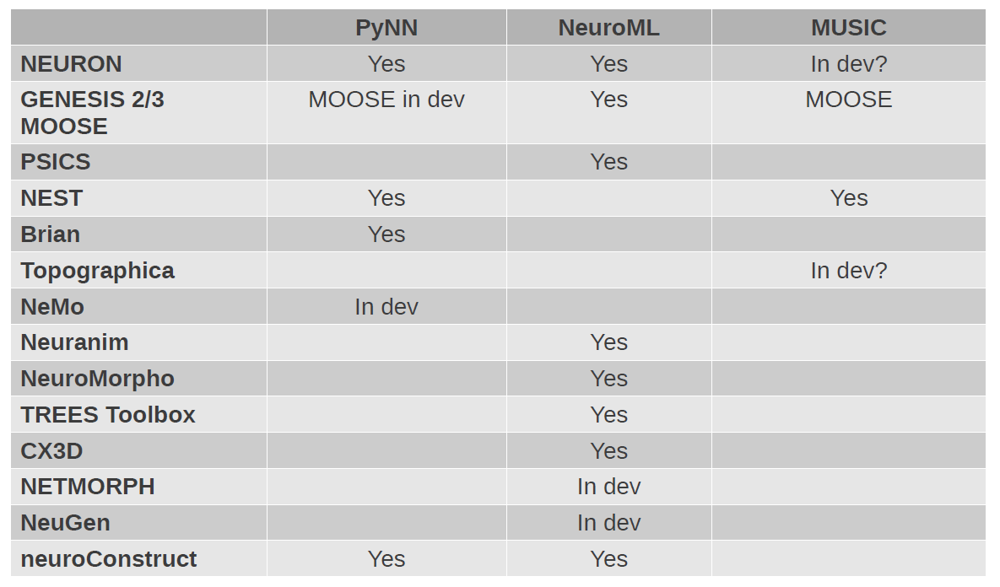 PyNN NeuroML MUSIC
NEURON Yes Yes In dev?
GENESIS 2/3 MOOSE in dev Yes MOOSE
MOOSE
PSICS Yes
NEST Yes Yes
Brian Yes
Topographica In dev?
NeMo In dev
Neuranim Yes
NeuroMorpho Yes
TREES Toolbox Yes
CX3D Yes
NETMORPH In dev
NeuGen In dev
neuroConstruct Yes Yes